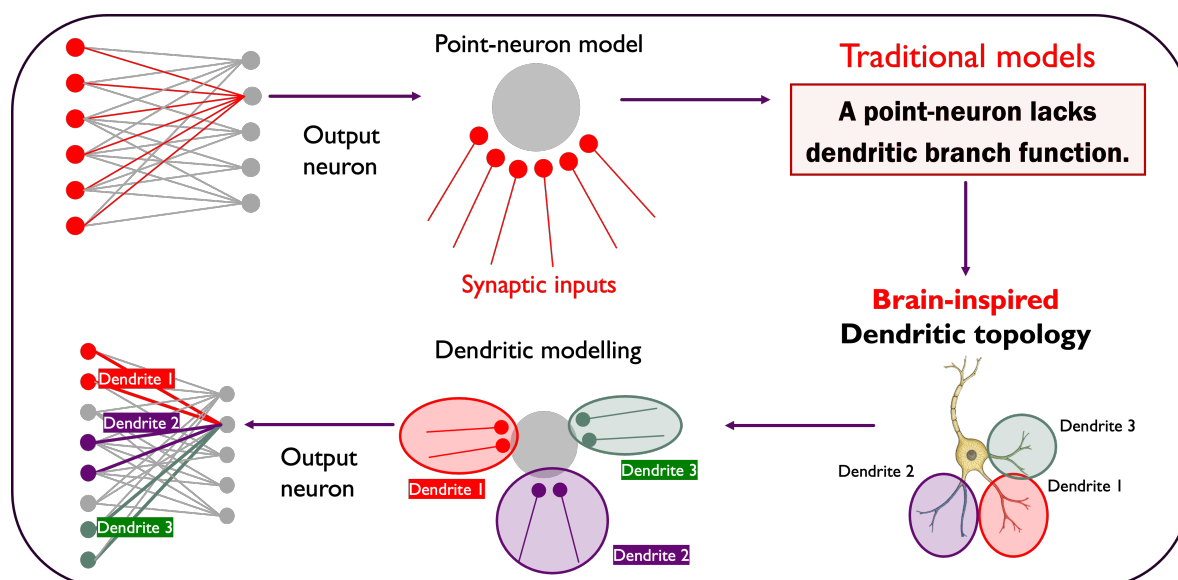 Point-neuron model
Traditional models
Output
neuron
A point-neuron lacks
dendritic branch function.
Synaptic inputs
Brain-inspired
Dendritic topology
Dendritic modelling
Dendrite 1
Dendrite 2
Dendrite 3
Output
neuron
Dendrite 1
Dendrite 3
Dendrite 2
Dendrite 3
Dendrite 2
Dendrite 1